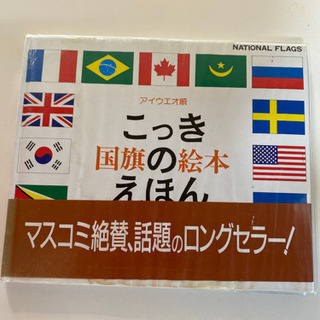 NATIONAL FLAGS
アイウエオ順
こっき
国旗の絵本
えほん
マスコミ絶賛、話題のロングセラー!